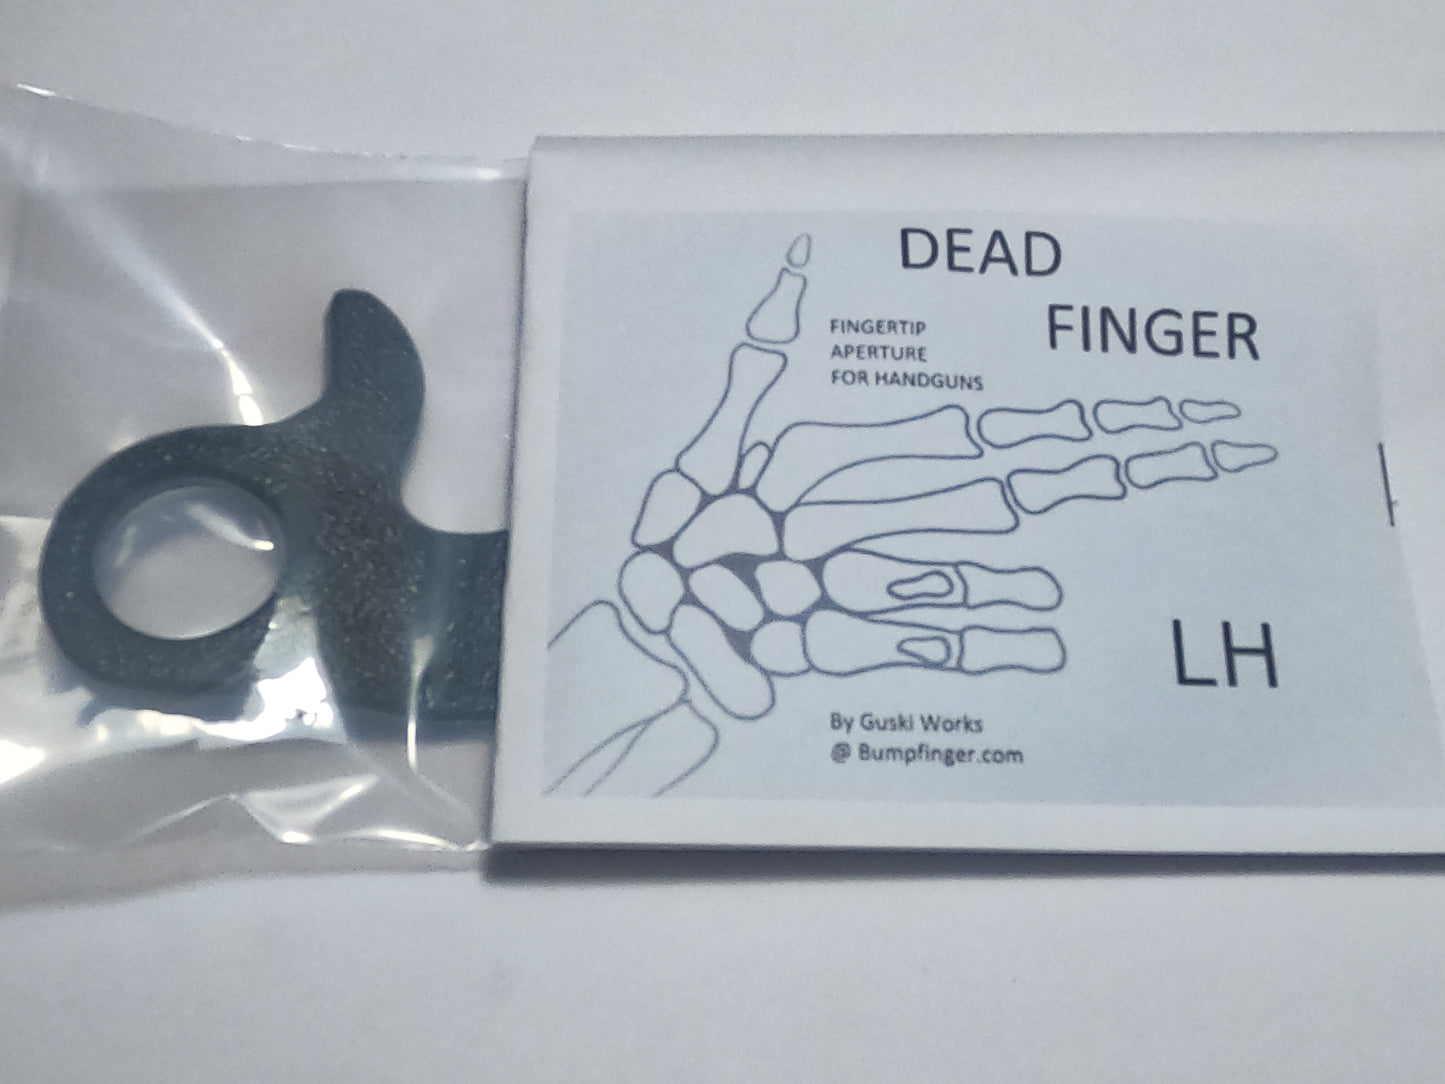 DEAD
FINGER
FINGERTIP
APERTURE
FOR HANDGUNS
LH
By Guski Works
@ Bumpfinger.com